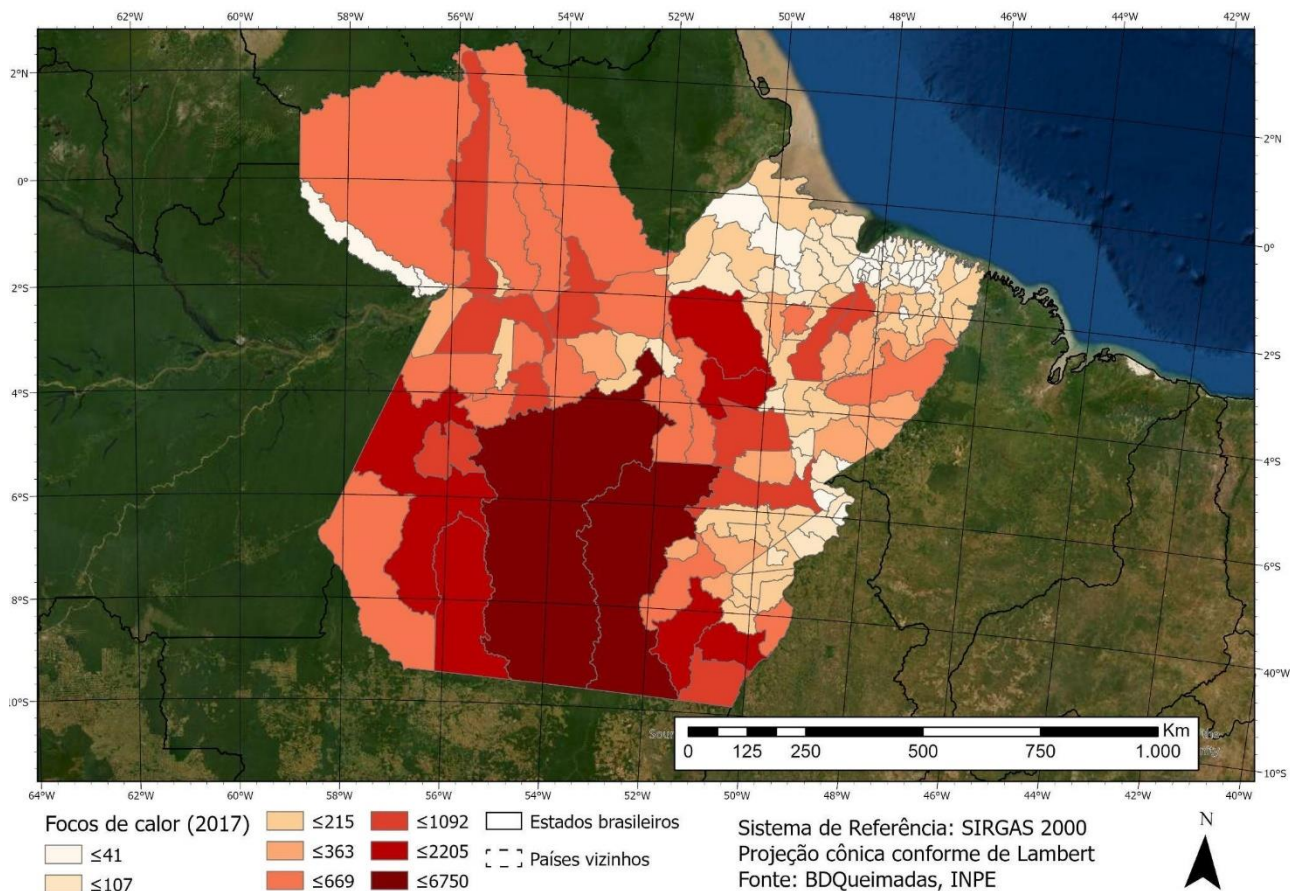 62°W 60°W 58°W 56°W 54°W 52°W 50°W 48°W 46°W 44°W 42°W
2°N
2°N
0°
0°
2°S
2°S
4°S
4°S
6°S
6°S
8°S
40°W
10°S
10°S
Km
0 125 250 500 750 1.000
64°W 62°W 60°W 58°W 56°W 54°W 52°W 50°W 48°W 46°W 44°W 42°W 40°W
Focos de calor (2017)
≤41
≤107
≤215
≤363
≤669
≤1092
≤2205
≤6750
Estados brasileiros
Países vizinhos
Sistema de Referência: SIRGAS 2000
Projeção cônica conforme de Lambert
Fonte: BDQueimadas, INPE
N